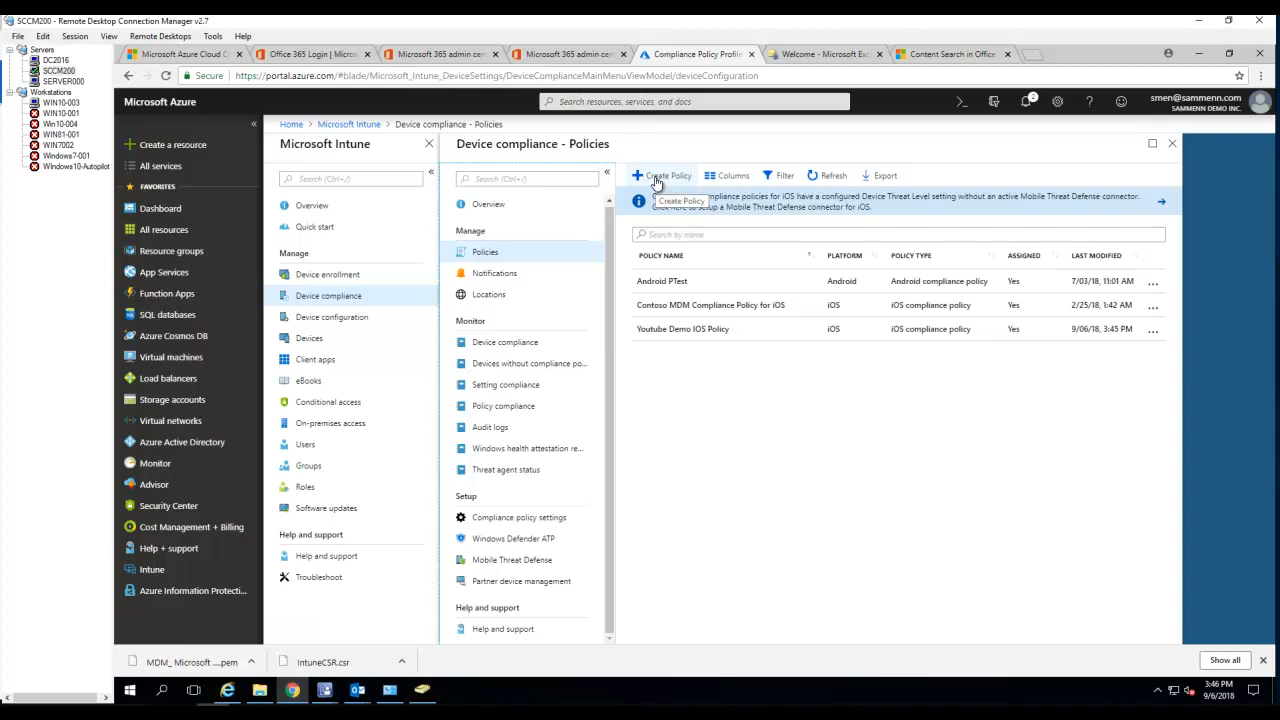 SCCM200 - Remote Desktop Connection Manager v2.7
File Session View Remote Desktops Tools Help
Servers
DC2016
SCCM200
SERVER000
Workstations
WIN10-003
WIN10-001
Win10-004
WIN81-001
WIN7002
Windows7-001
Windows10-Autopilot
Microsoft Azure Cloud C
Office 365 Login | Micros
Microsoft 365 admin cen
Microsoft 365 admin cen
Compliance Policy Profile
Welcome - Microsoft Ex
Content Search in Office
Secure https://portal.azure.com/#blade/Microsoft_Intune_DeviceSettings/DeviceComplianceMainMenuViewModel/deviceConfiguration
Microsoft Azure
Search resources, services, and docs
2
smen@sammenn.com
SAMMENN DEMO INC.
Create a resource
All services
FAVORITES
Dashboard
All resources
Resource groups
App Services
Function Apps
SQL databases
Azure Cosmos DB
Virtual machines
Load balancers
Storage accounts
Virtual networks
Azure Active Directory
Monitor
Advisor
Security Center
Cost Management + Billing
Help + support
Intune
Azure Information Protecti...
Home > Microsoft Intune > Device compliance - Policies
Microsoft Intune
Search (Ctrl+/)
Overview
Quick start
Manage
Device enrollment
Device compliance
Device configuration
Devices
Client apps
eBooks
Conditional access
On-premises access
Users
Groups
Roles
Software updates
Help and support
Help and support
Troubleshoot
Device compliance - Policies
Search (Ctrl+/)
Overview
Manage
Policies
Notifications
Locations
Monitor
Device compliance
Devices without compliance po...
Setting compliance
Policy compliance
Audit logs
Windows health attestation re...
Threat agent status
Setup
Compliance policy settings
Windows Defender ATP
Mobile Threat Defense
Partner device management
Help and support
Help and support
Create Policy Columns Filter Refresh Export
Create Policy
compliance policies for iOS have a configured Device Threat Level setting without an active Mobile Threat Defense connector.
Click here to setup a Mobile Threat Defense connector for iOS.
Search by name
POLICY NAME PLATFORM POLICY TYPE ASSIGNED LAST MODIFIED
Android PTest Android Android compliance policy Yes 7/03/18, 11:01 AM ...
Contoso MDM Compliance Policy for iOS iOS iOS compliance policy Yes 2/25/18, 1:42 AM ...
Youtube Demo IOS Policy iOS iOS compliance policy Yes 9/06/18, 3:45 PM ...
MDM_ Microsoft ....pem
IntuneCSR.csr
Show all
3:46 PM
9/6/2018